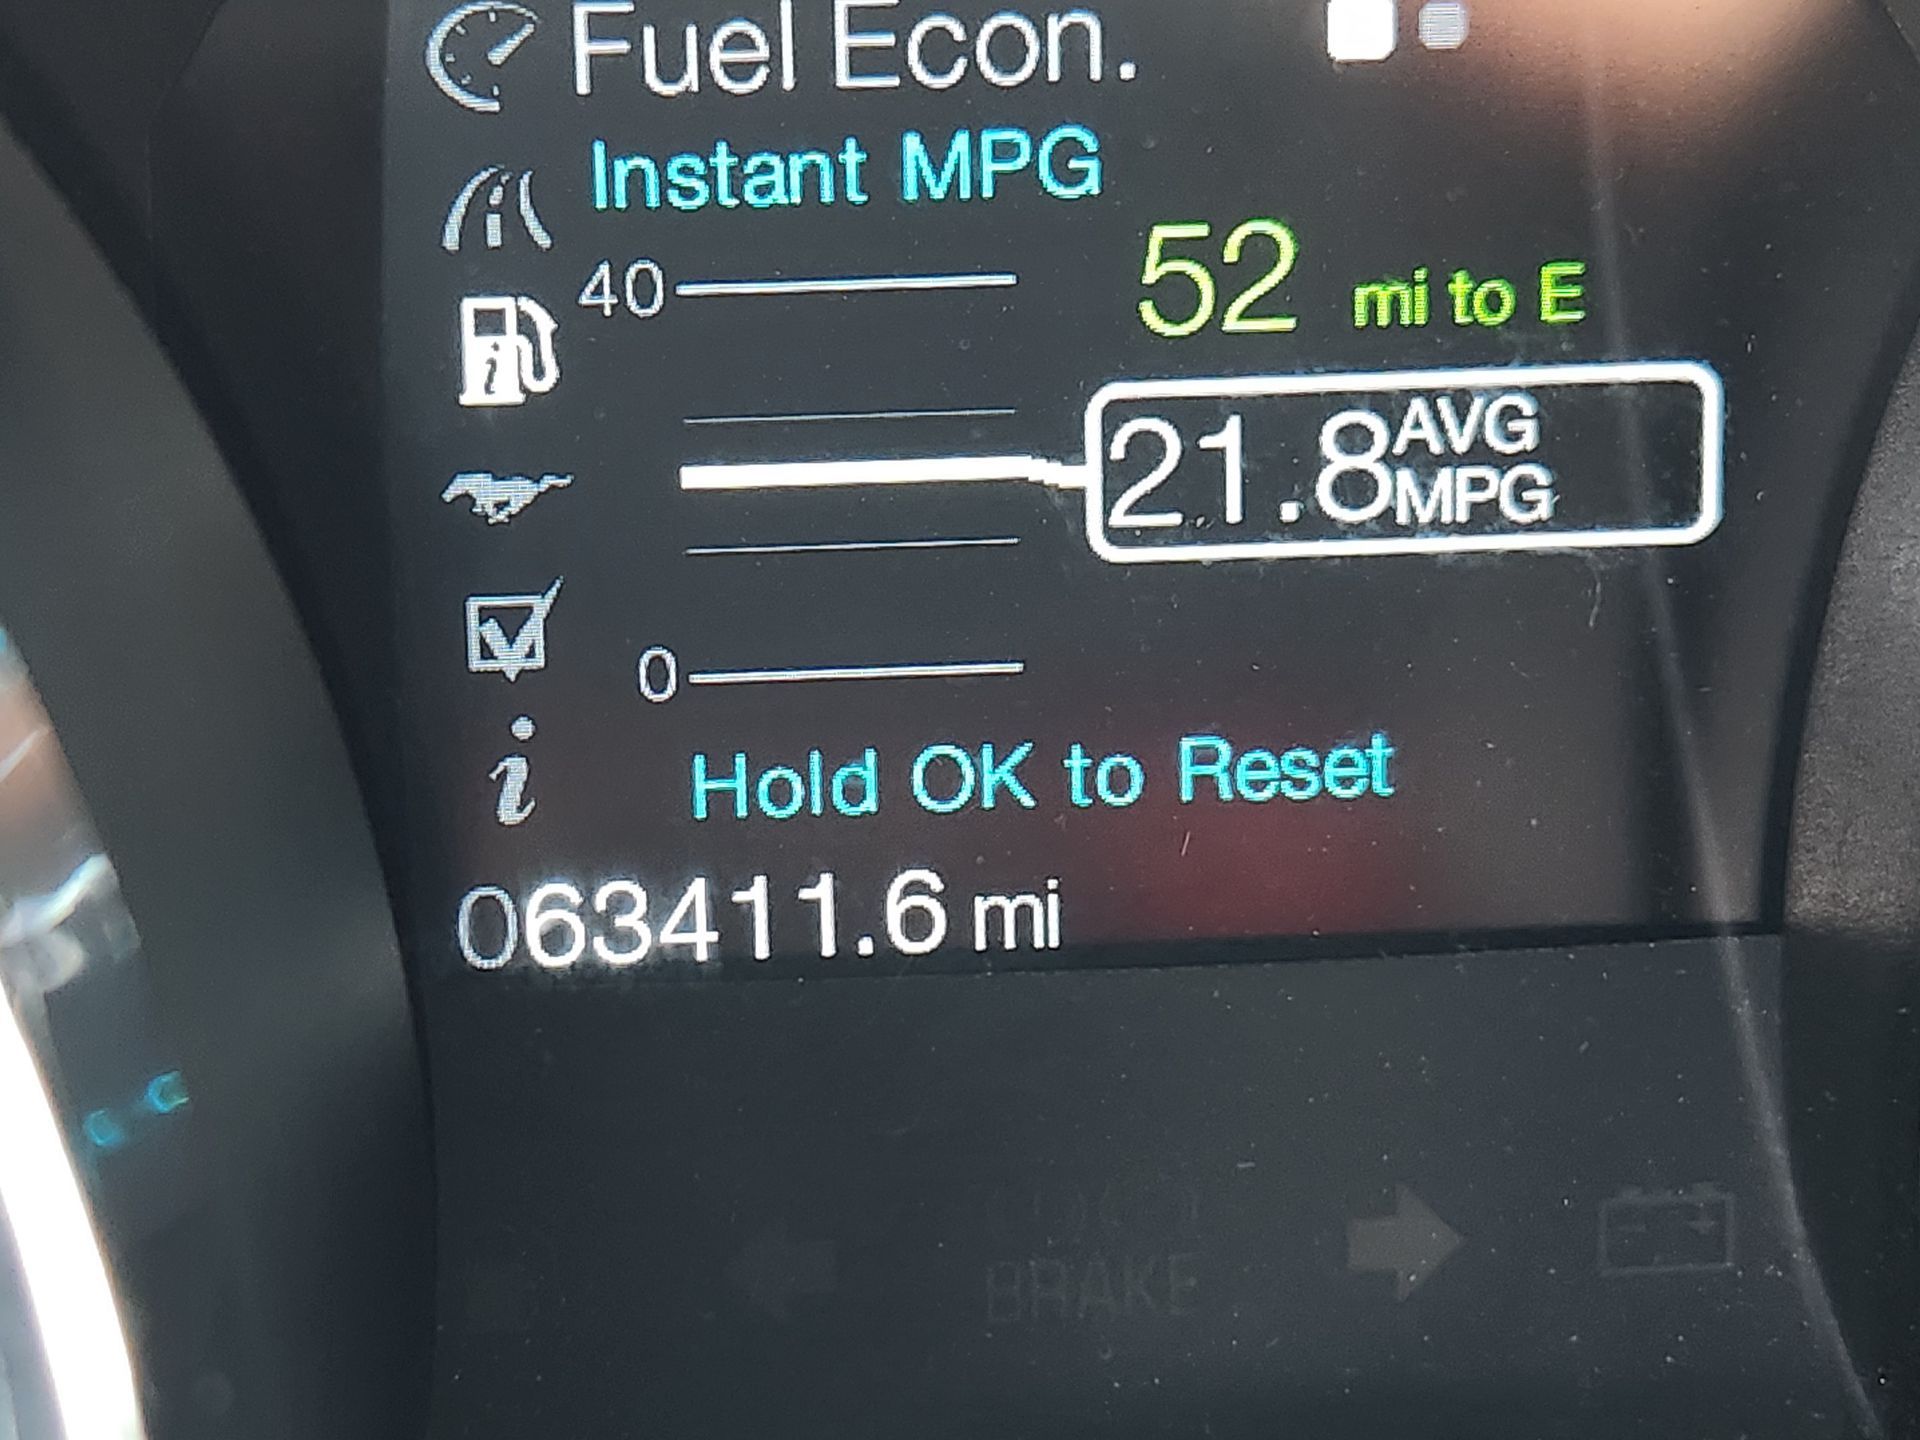 Fuel Econ.
Instant MPG
40
52 mi to E
21.8 AVG MPG
0
Hold OK to Reset
063411.6 mi
BRAKE